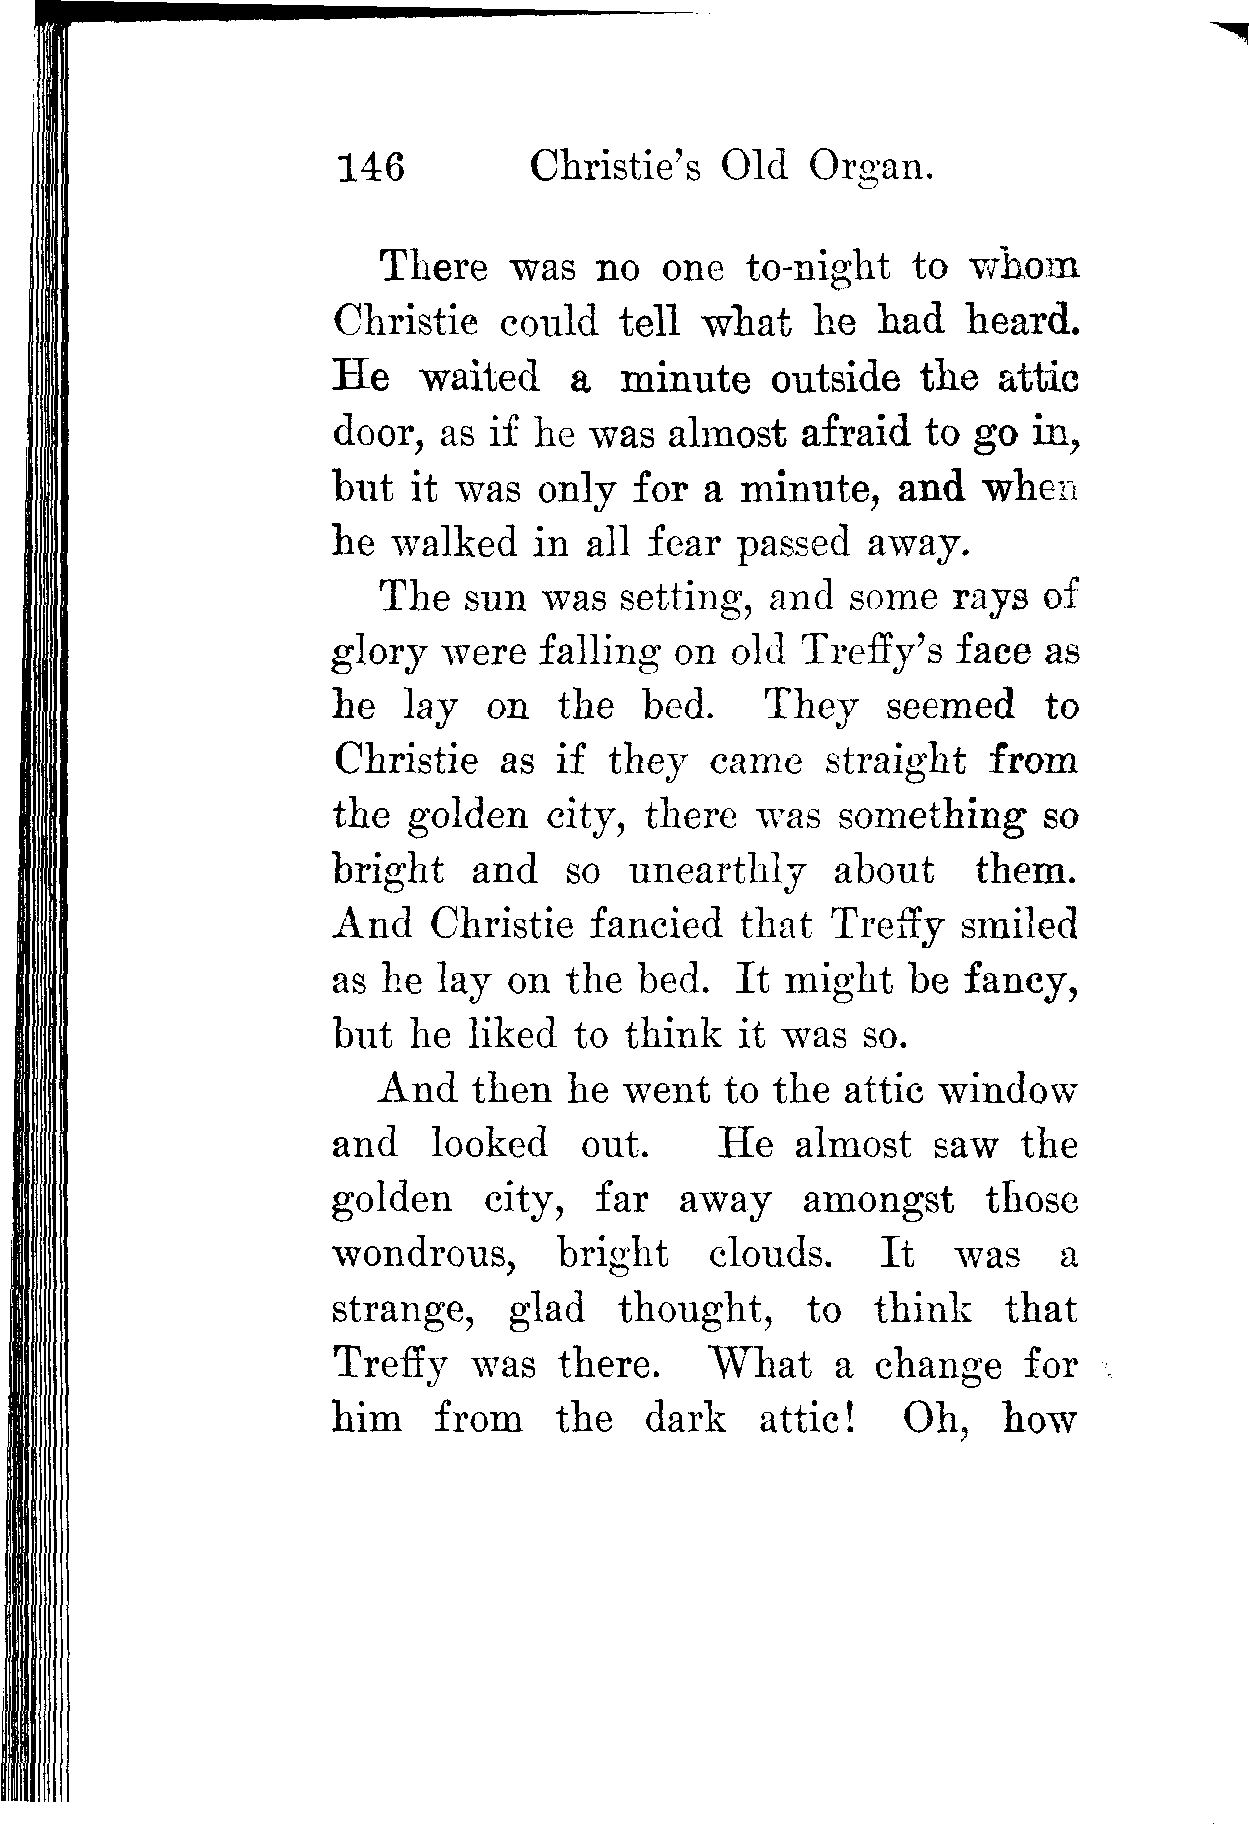 146 Christie's Old Organ.
There was no one to-night to whom
Christie could tell what he had heard.
He waited a minute outside the attic
door, as if he was almost afraid to go in,
but it was only for a minute, and when
he walked in all fear passed away.
The sun was setting, and some rays of
glory were falling on old Treffy's face as
he lay on the bed. They seemed to
Christie as if they came straight from
the golden city, there was something so
bright and so unearthly about them.
And Christie fancied that Treffy smiled
as he lay on the bed. It might be fancy,
but he liked to think it was so.
And then he went to the attic window
and looked out. He almost saw the
golden city, far away amongst those
wondrous, bright clouds. It was a
strange, glad thought, to think that
Treffy was there. What a change for
him from the dark attic! Oh, how